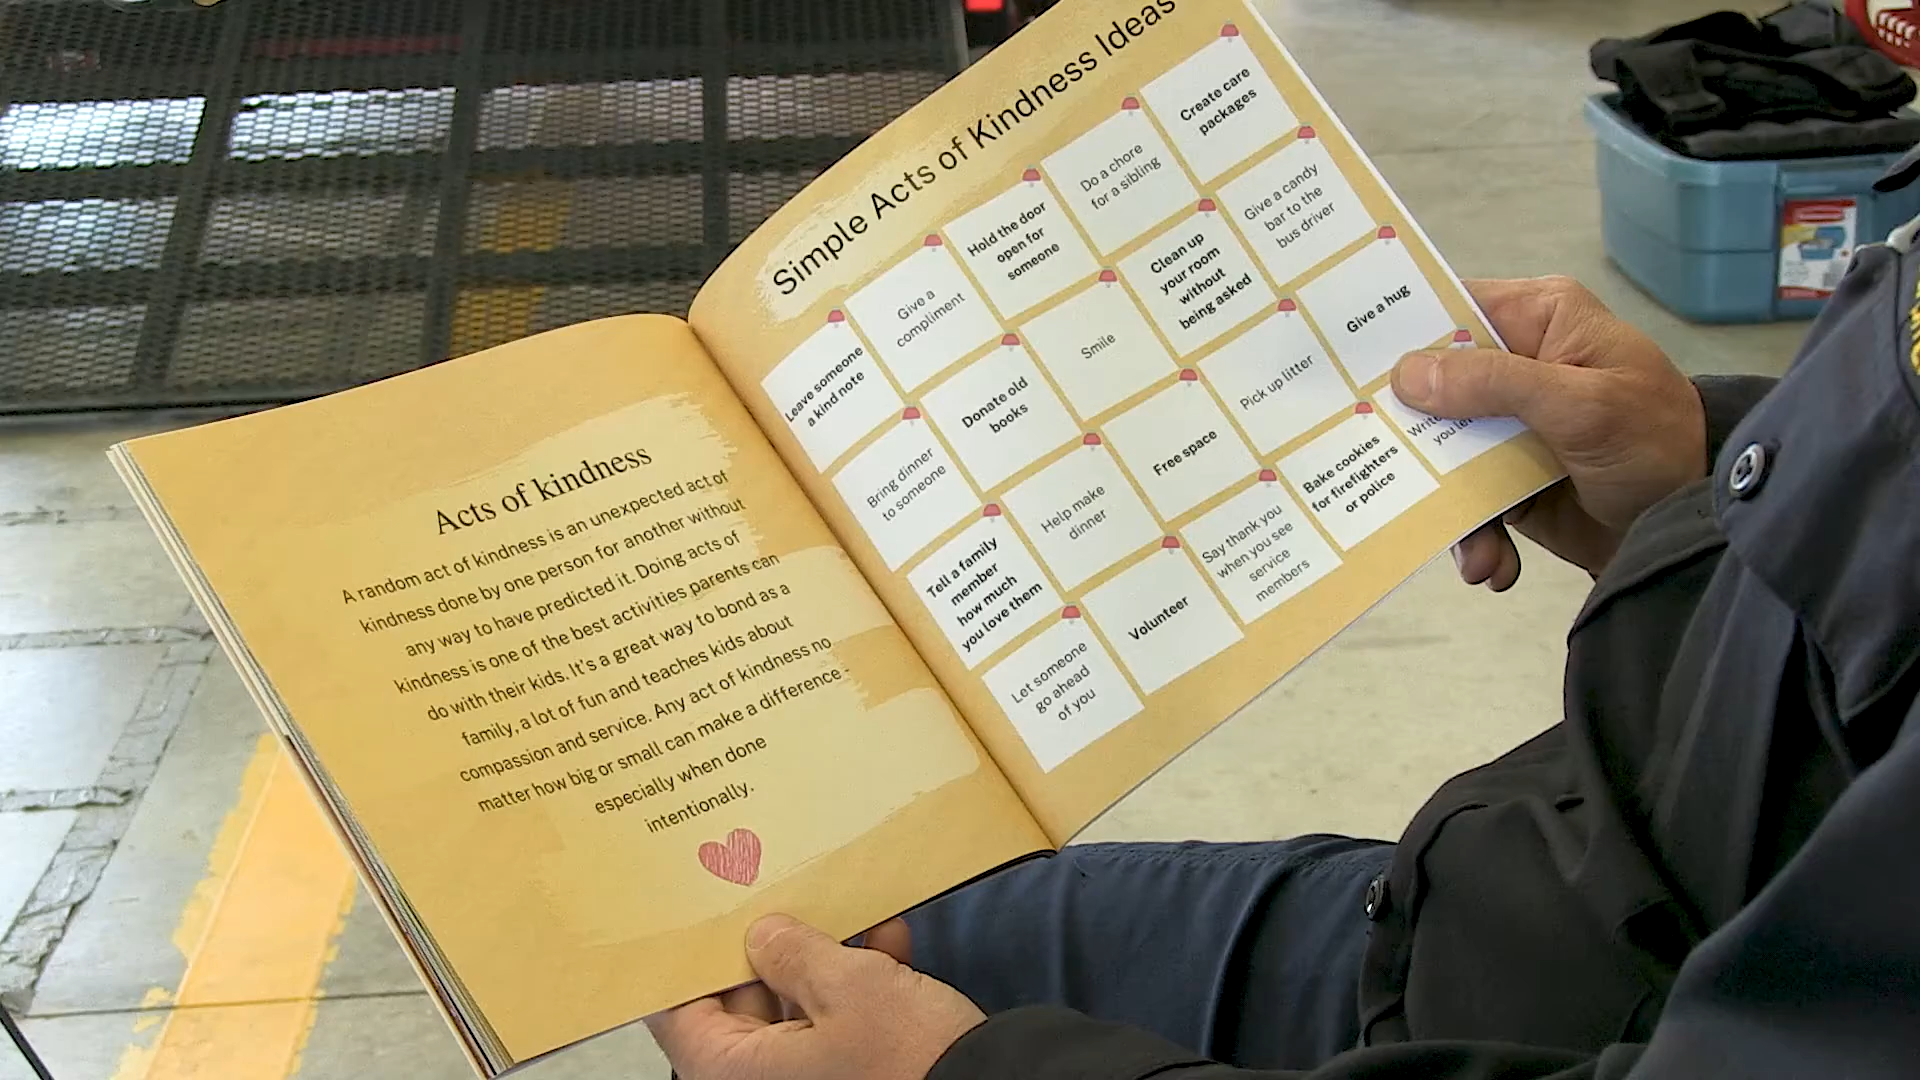 Acts of kindness
A random act of kindness is an unexpected act of
kindness done by one person for another without
any way to have predicted it. Doing acts of
kindness is one of the best activities parents can
do with their kids. It's a great way to bond as a
family, a lot of fun and teaches kids about
compassion and service. Any act of kindness no
matter how big or small can make a difference -
especially when done
intentionally.
Simple Acts of Kindness Ideas
Leave someone
a kind note
Give a
compliment
Hold the door
open for
someone
Do a chore
for a sibling
Create care
packages
Bring dinner
to someone
Donate old
books
Smile
Clean up
your room
without
being asked
Give a candy
bar to the
bus driver
Tell a family
member
how much
you love them
Help make
dinner
Free space
Pick up litter
Give a hug
Let someone
go ahead
of you
Volunteer
Say thank you
when you see
service
members
Bake cookies
for firefighters
or police
you